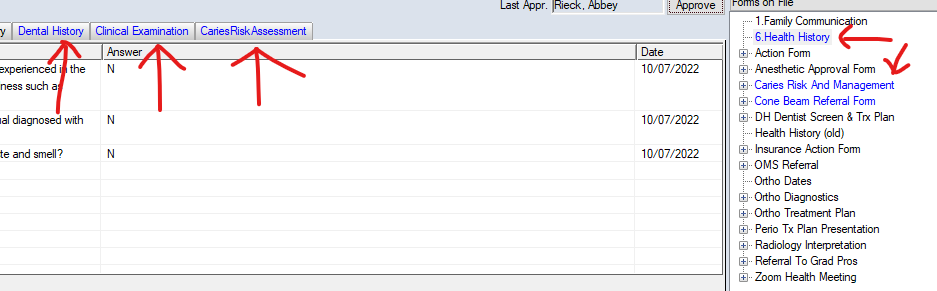 Last Appr. Rieck, Abbey Approve
Forms on File
y Dental History Clinical Examination CariesRiskAssessment
Answer Date
experienced in the N 10/07/2022
ness such as
ual diagnosed with N 10/07/2022
te and smell? N 10/07/2022
1.Family Communication
6.Health History
Action Form
Anesthetic Approval Form
Caries Risk And Management
Cone Beam Referral Form
DH Dentist Screen & Trx Plan
Health History (old)
Insurance Action Form
OMS Referral
Ortho Dates
Ortho Diagnostics
Ortho Treatment Plan
Perio Tx Plan Presentation
Radiology Interpretation
Referral To Grad Pros
Zoom Health Meeting